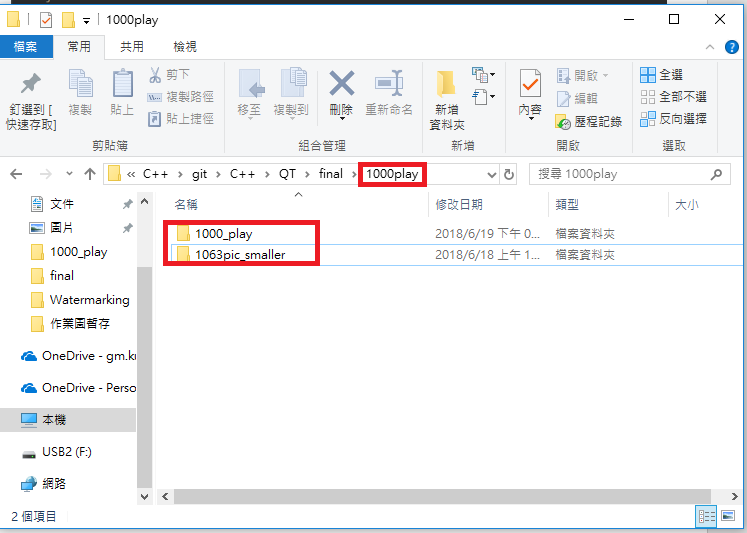 1000play
檔案 常用 共用 檢視
釘選到 [快速存取]
複製
貼上
剪下
複製路徑
貼上捷徑
剪貼簿
移至
複製到
刪除
重新命名
組合管理
新增資料夾
新增
內容
開啟
編輯
歷程記錄
開啟
全選
全部不選
反向選擇
選取
« C++ › git › C++ › QT › final › 1000play
搜尋 1000play
文件
圖片
1000_play
final
Watermarking
作業圖暫存
OneDrive - gm.k
OneDrive - Perso
本機
USB2 (F:)
網路
名稱 修改日期 類型 大小
1000_play 2018/6/19 下午 0... 檔案資料夾
1063pic_smaller 2018/6/18 上午 1... 檔案資料夾
2 個項目